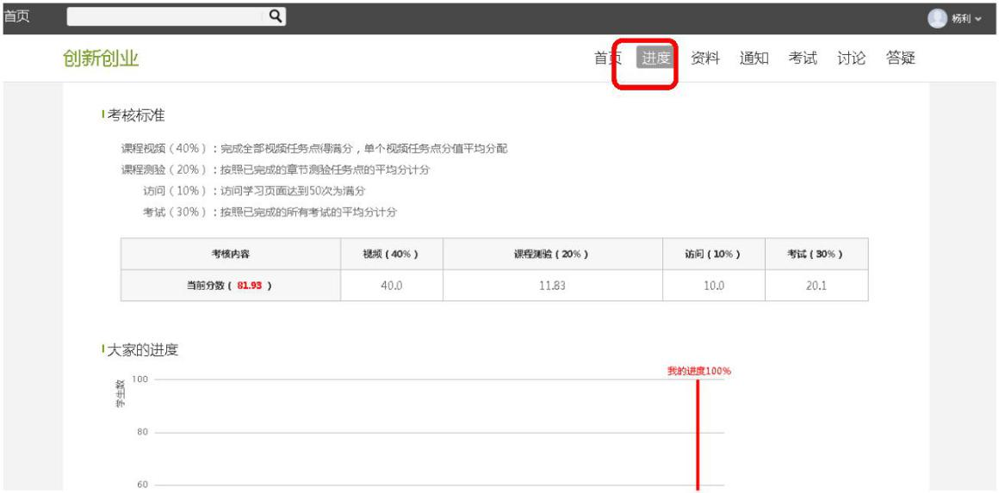 首页
杨利
创新创业
首页 进度 资料 通知 考试 讨论 答疑
考核标准
课程视频（40%）：完成全部视频任务点得满分，单个视频任务点分值平均分配
课程测验（20%）：按照已完成的章节测验任务点的平均分计分
访问（10%）：访问学习页面达到50次为满分
考试（30%）：按照已完成的所有考试的平均分计分
考核内容 视频（40%） 课程测验（20%） 访问（10%） 考试（30%）
当前分数（ 81.93 ） 40.0 11.83 10.0 20.1
大家的进度
我的进度100%
学生数
100
80
60